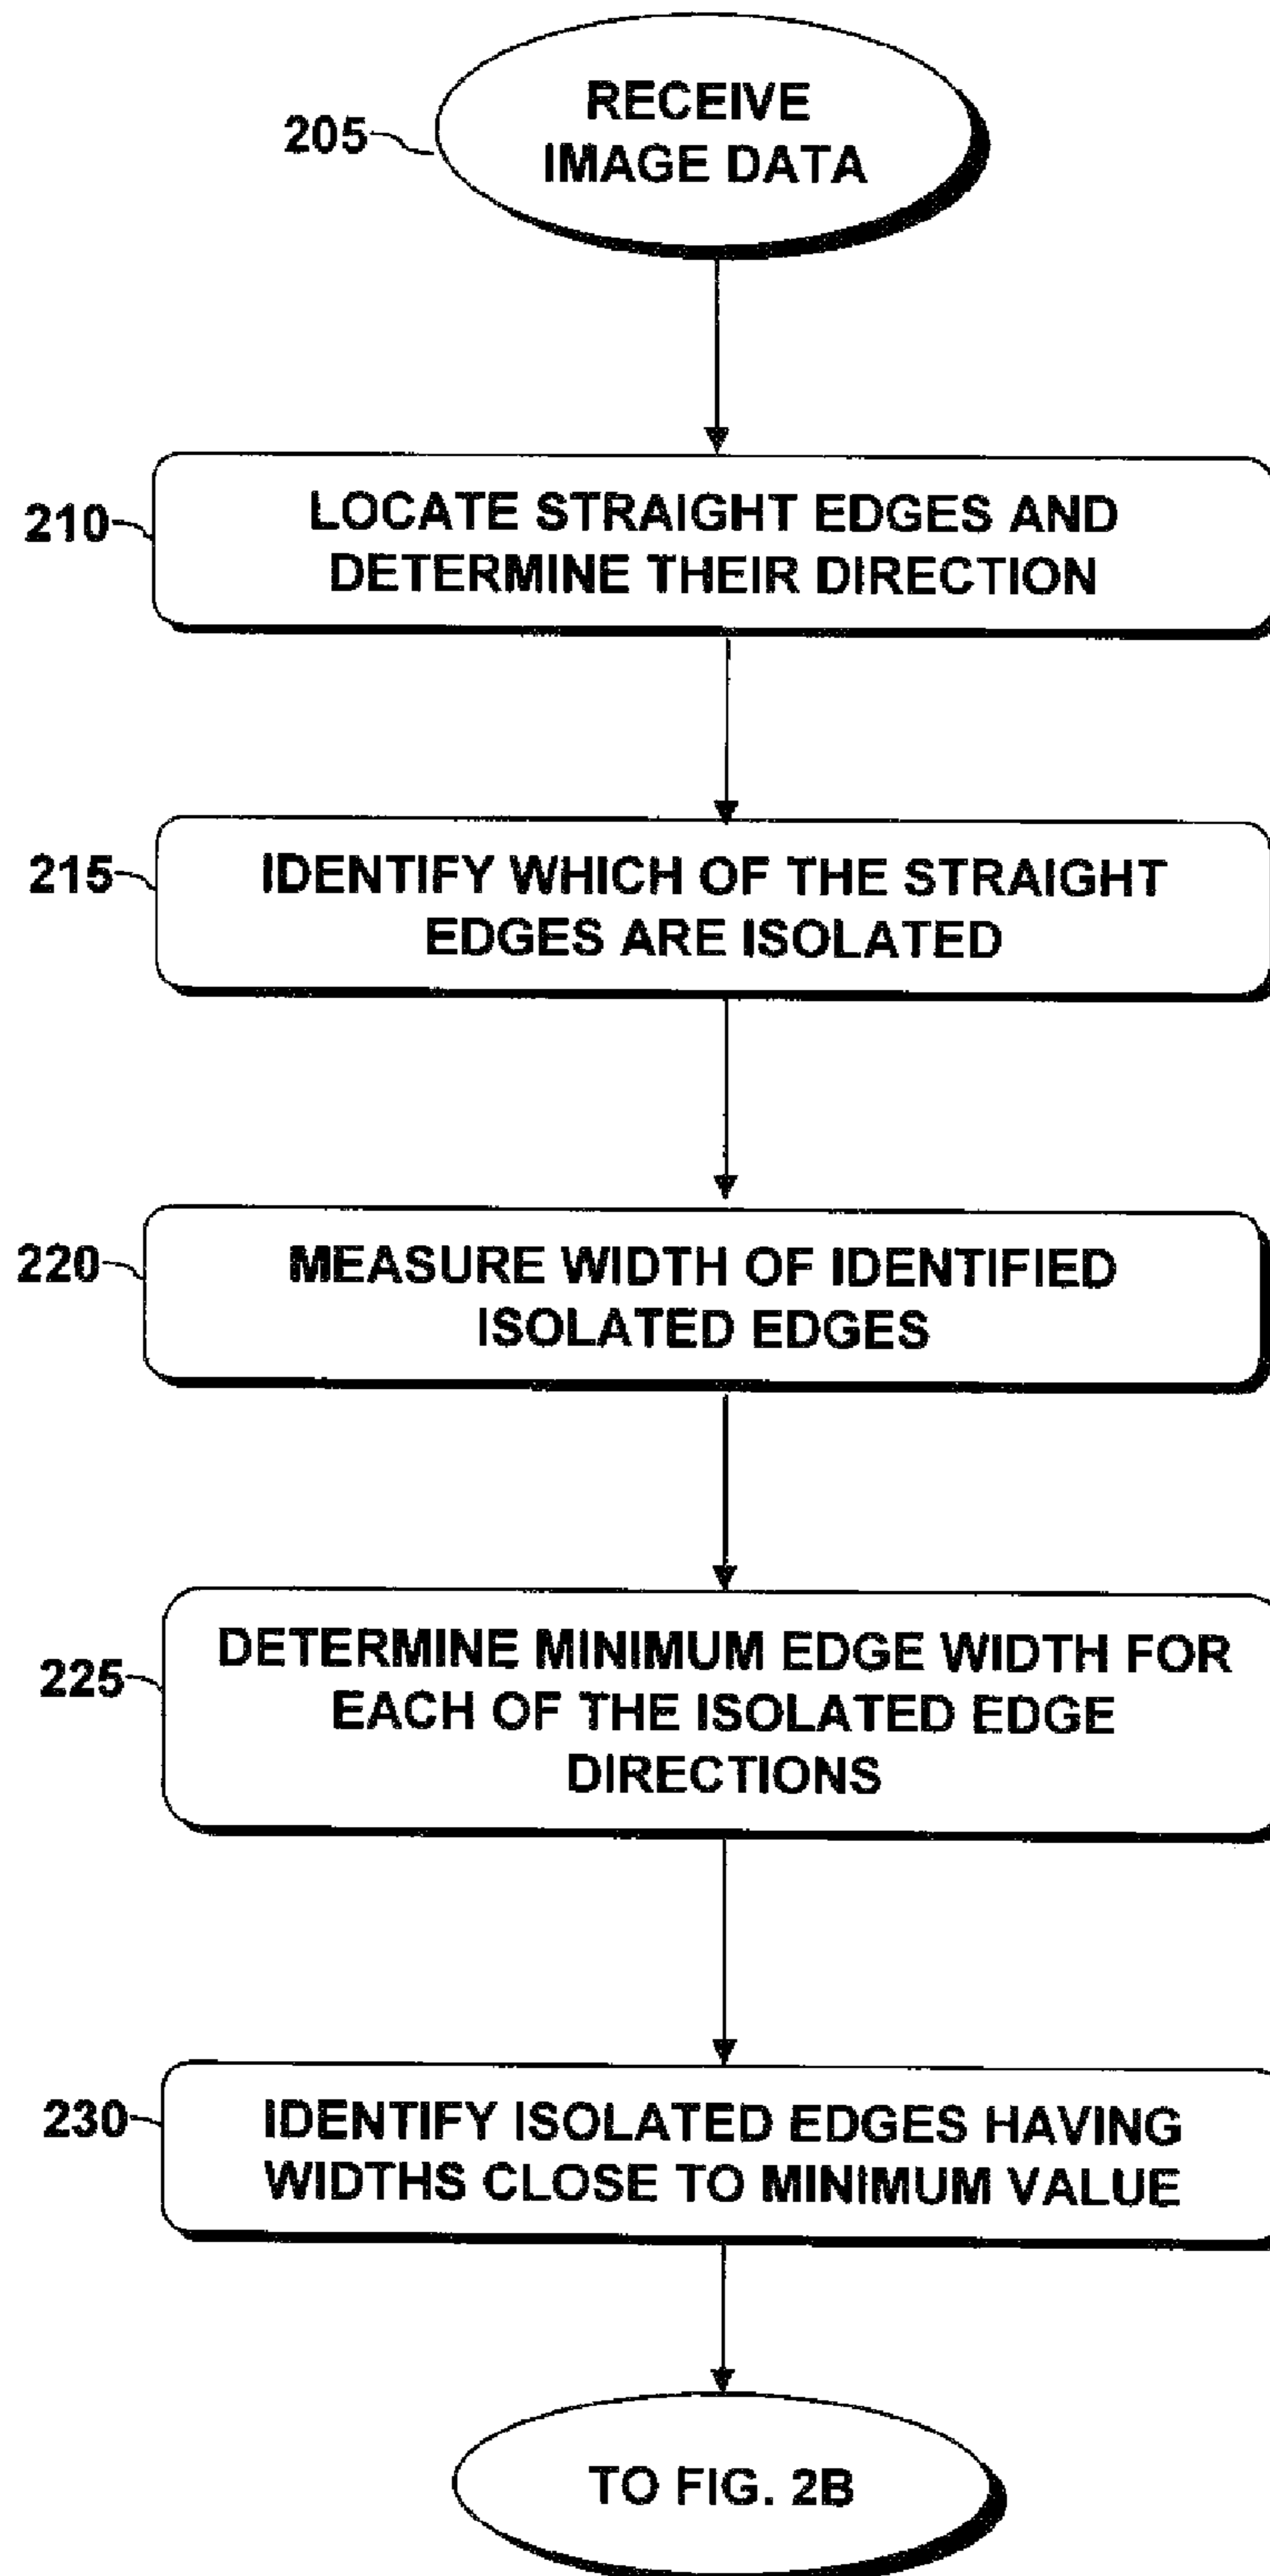 RECEIVE
205 IMAGE DATA
210 LOCATE STRAIGHT EDGES AND
DETERMINE THEIR DIRECTION
215 IDENTIFY WHICH OF THE STRAIGHT
EDGES ARE ISOLATED
220 MEASURE WIDTH OF IDENTIFIED
ISOLATED EDGES
DETERMINE MINIMUM EDGE WIDTH FOR
225 EACH OF THE ISOLATED EDGE
DIRECTIONS
230 IDENTIFY ISOLATED EDGES HAVING
WIDTHS CLOSE TO MINIMUM VALUE
TO FIG. 2B